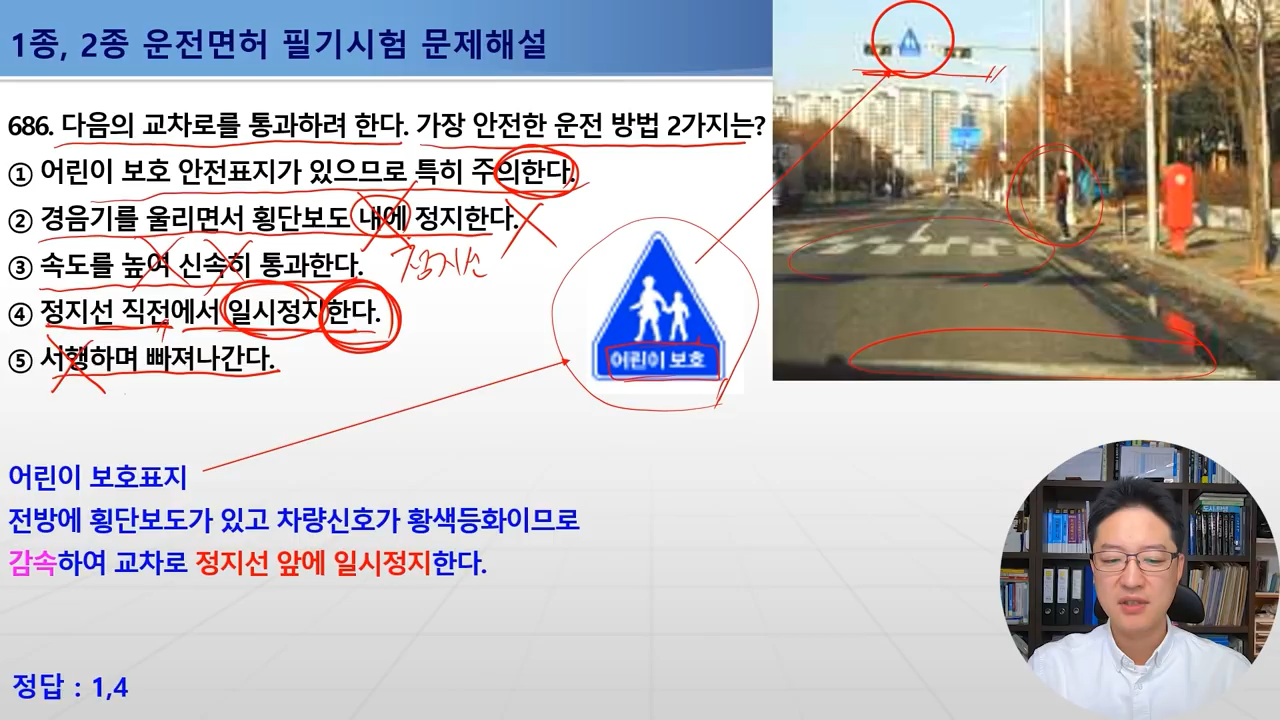 1종, 2종 운전면허 필기시험 문제해설
686. 다음의 교차로를 통과하려 한다. 가장 안전한 운전 방법 2가지는?
① 어린이 보호 안전표지가 있으므로 특히 주의한다.
② 경음기를 울리면서 횡단보도 내에 정지한다.
정지선
③ 속도를 높여 신속히 통과한다.
④ 정지선 직전에서 일시정지한다.
⑤ 서행하며 빠져나간다.
어린이 보호
어린이 보호표지
전방에 횡단보도가 있고 차량신호가 황색등화이므로
감속하여 교차로 정지선 앞에 일시정지한다.
정답 : 1,4